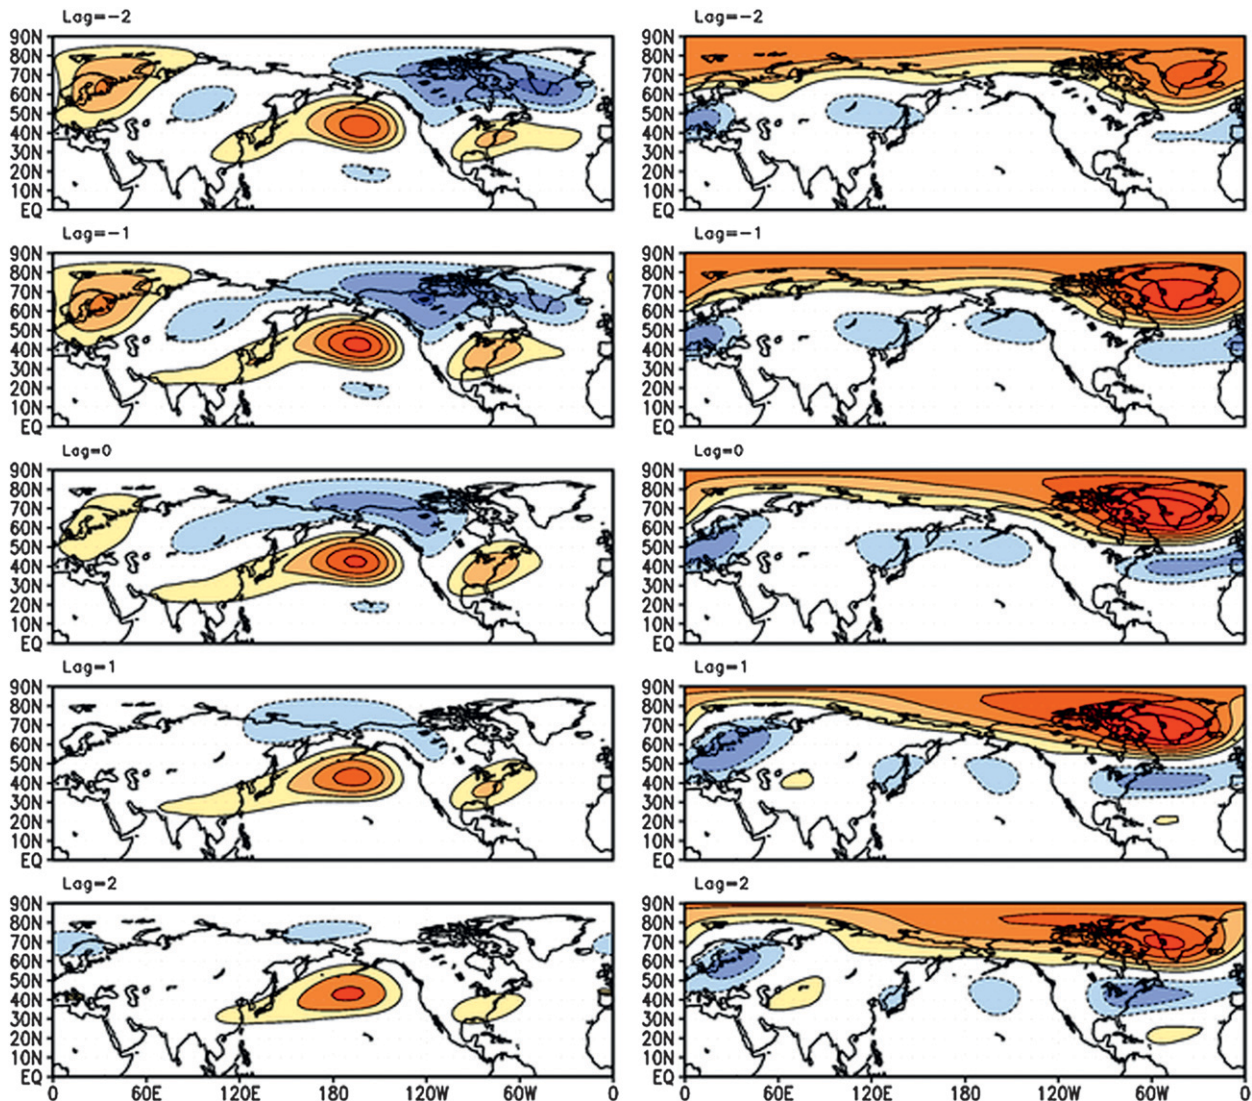 Lag=-2 Lag=-2
90N 90N
80N 80N
70N 70N
60N 60N
50N 50N
40N 40N
30N 30N
20N 20N
10N 10N
EQ EQ
Lag=-1 Lag=-1
90N 90N
80N 80N
70N 70N
60N 60N
50N 50N
40N 40N
30N 30N
20N 20N
10N 10N
EQ EQ
Lag=0 Lag=0
90N 90N
80N 80N
70N 70N
60N 60N
50N 50N
40N 40N
30N 30N
20N 20N
10N 10N
EQ EQ
Lag=1 Lag=1
90N 90N
80N 80N
70N 70N
60N 60N
50N 50N
40N 40N
30N 30N
20N 20N
10N 10N
EQ EQ
Lag=2 Lag=2
90N 90N
80N 80N
70N 70N
60N 60N
50N 50N
40N 40N
30N 30N
20N 20N
10N 10N
EQ EQ
0 60E 120E 180 120W 60W 0 0 60E 120E 180 120W 60W 0